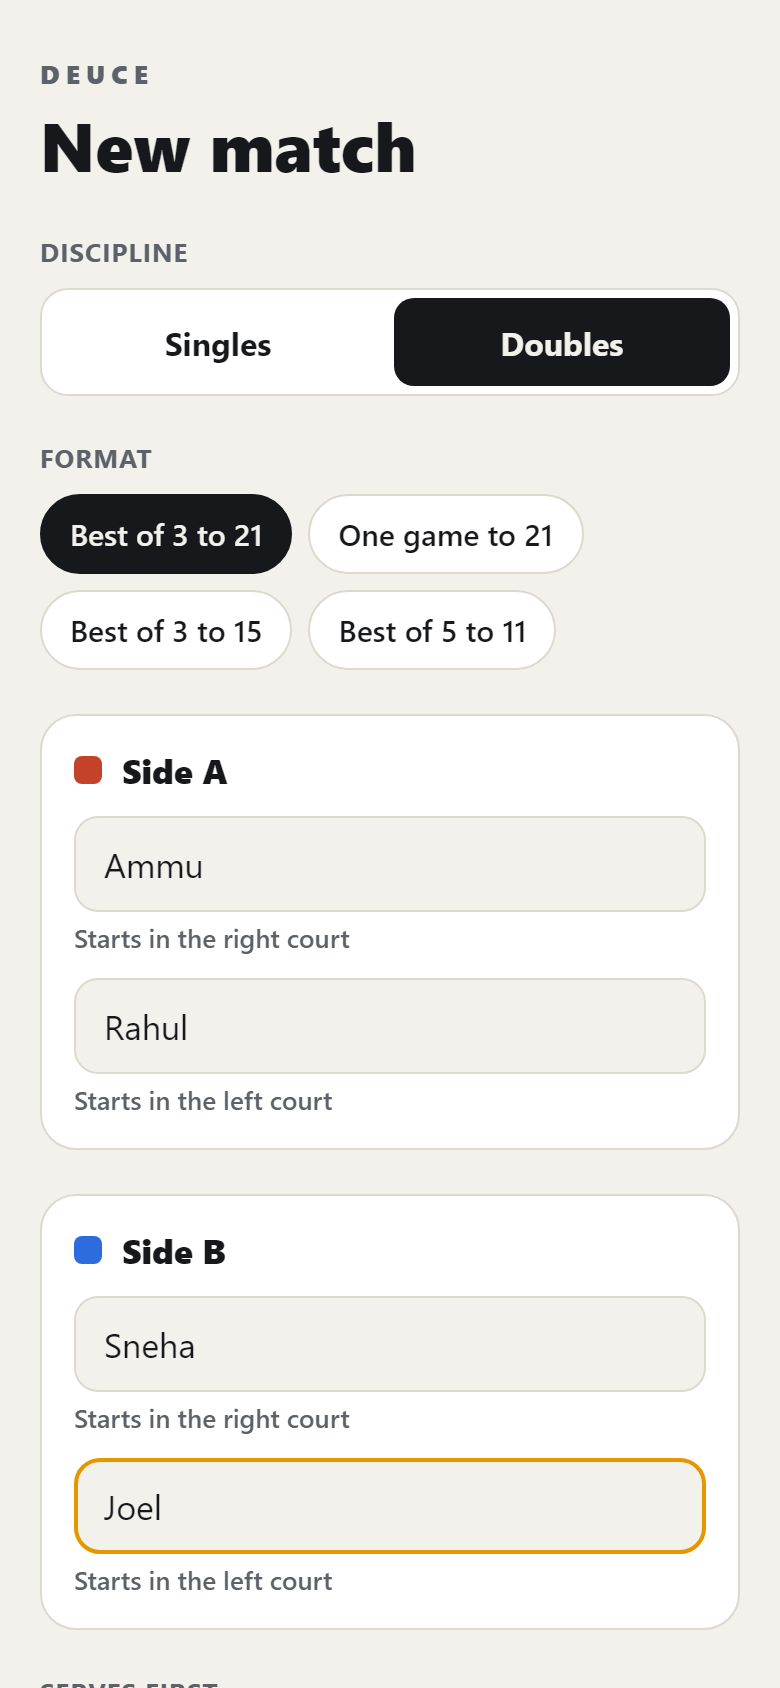 DEUCE
New match
DISCIPLINE
Singles Doubles
FORMAT
Best of 3 to 21 One game to 21
Best of 3 to 15 Best of 5 to 11
Side A
Ammu
Starts in the right court
Rahul
Starts in the left court
Side B
Sneha
Starts in the right court
Joel
Starts in the left court
SERVES FIRST